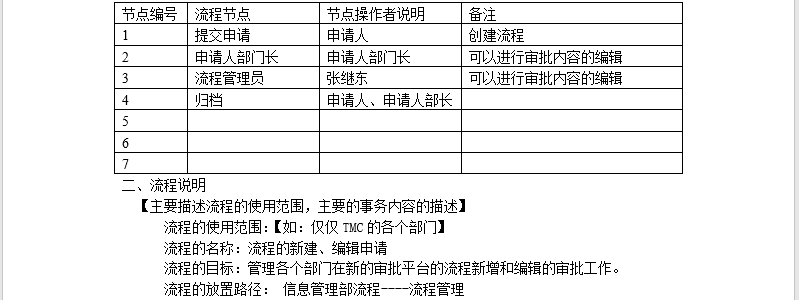 节点编号 流程节点 节点操作者说明 备注
1 提交申请 申请人 创建流程
2 申请人部门长 申请人部门长 可以进行审批内容的编辑
3 流程管理员 张继东 可以进行审批内容的编辑
4 归档 申请人、申请人部长
5
6
7
二、流程说明
【主要描述流程的使用范围，主要的事务内容的描述】
流程的使用范围：【如：仅仅 TMC 的各个部门】
流程的名称：流程的新建、编辑申请
流程的目标：管理各个部门在新的审批平台的流程新增和编辑的审批工作。
流程的放置路径： 信息管理部流程----流程管理